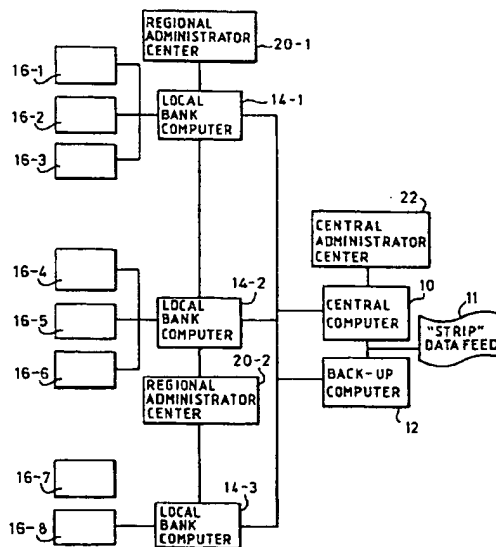 REGIONAL
ADMINISTRATOR
CENTER
20-1
16-1
16-2
16-3
LOCAL
BANK
COMPUTER
14-1
22
CENTRAL
ADMINISTRATOR
CENTER
16-4
16-5
16-6
14-2
LOCAL
BANK
COMPUTER
10
CENTRAL
COMPUTER
11
"STRIP"
DATA FEED
20-2
REGIONAL
ADMINISTRATOR
CENTER
BACK-UP
COMPUTER
12
16-7
16-8
14-3
LOCAL
BANK
COMPUTER